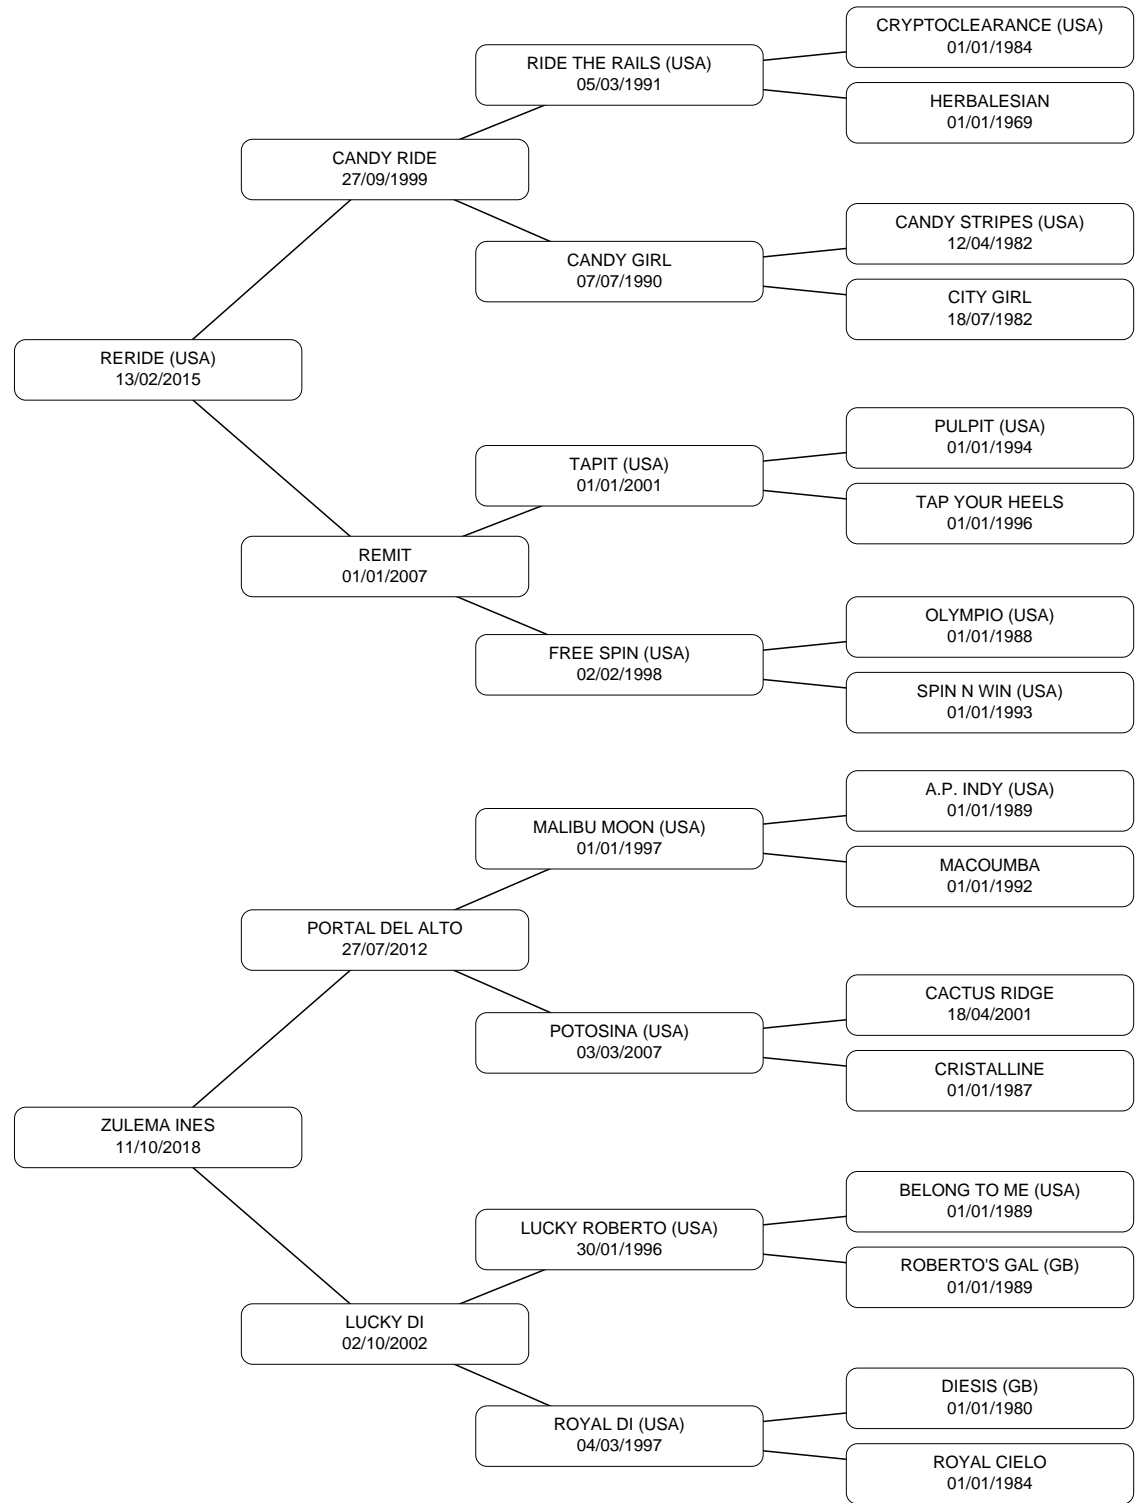 CRYPTOCLEARANCE (USA)
01/01/1984
RIDE THE RAILS (USA)
05/03/1991
HERBALESIAN
01/01/1969
CANDY RIDE
27/09/1999
CANDY STRIPES (USA)
12/04/1982
CANDY GIRL
07/07/1990
CITY GIRL
18/07/1982
RERIDE (USA)
13/02/2015
PULPIT (USA)
01/01/1994
TAPIT (USA)
01/01/2001
TAP YOUR HEELS
01/01/1996
REMIT
01/01/2007
OLYMPIO (USA)
01/01/1988
FREE SPIN (USA)
02/02/1998
SPIN N WIN (USA)
01/01/1993
A.P. INDY (USA)
01/01/1989
MALIBU MOON (USA)
01/01/1997
MACOUMBA
01/01/1992
PORTAL DEL ALTO
27/07/2012
CACTUS RIDGE
18/04/2001
POTOSINA (USA)
03/03/2007
CRISTALLINE
01/01/1987
ZULEMA INES
11/10/2018
BELONG TO ME (USA)
01/01/1989
LUCKY ROBERTO (USA)
30/01/1996
ROBERTO'S GAL (GB)
01/01/1989
LUCKY DI
02/10/2002
DIESIS (GB)
01/01/1980
ROYAL DI (USA)
04/03/1997
ROYAL CIELO
01/01/1984